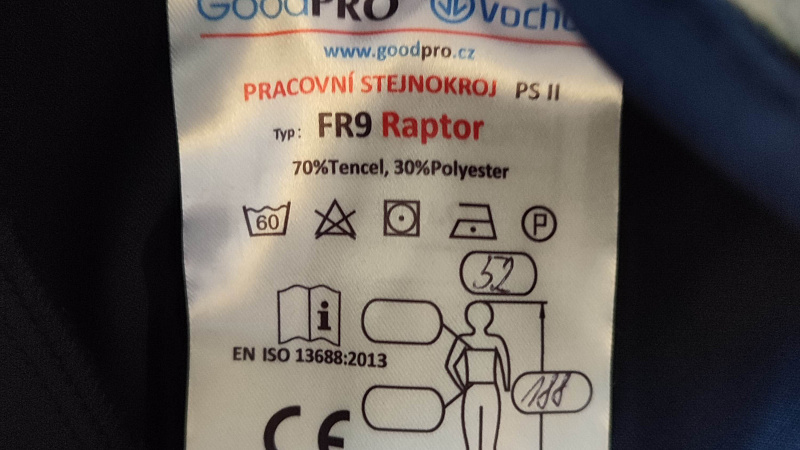 GoodPRO
www.goodpro.cz
PRACOVNÍ STEJNOKROJ PS II
Typ: FR9 Raptor
70%Tencel, 30%Polyester
60 P
52
i
EN ISO 13688:2013
188
CE